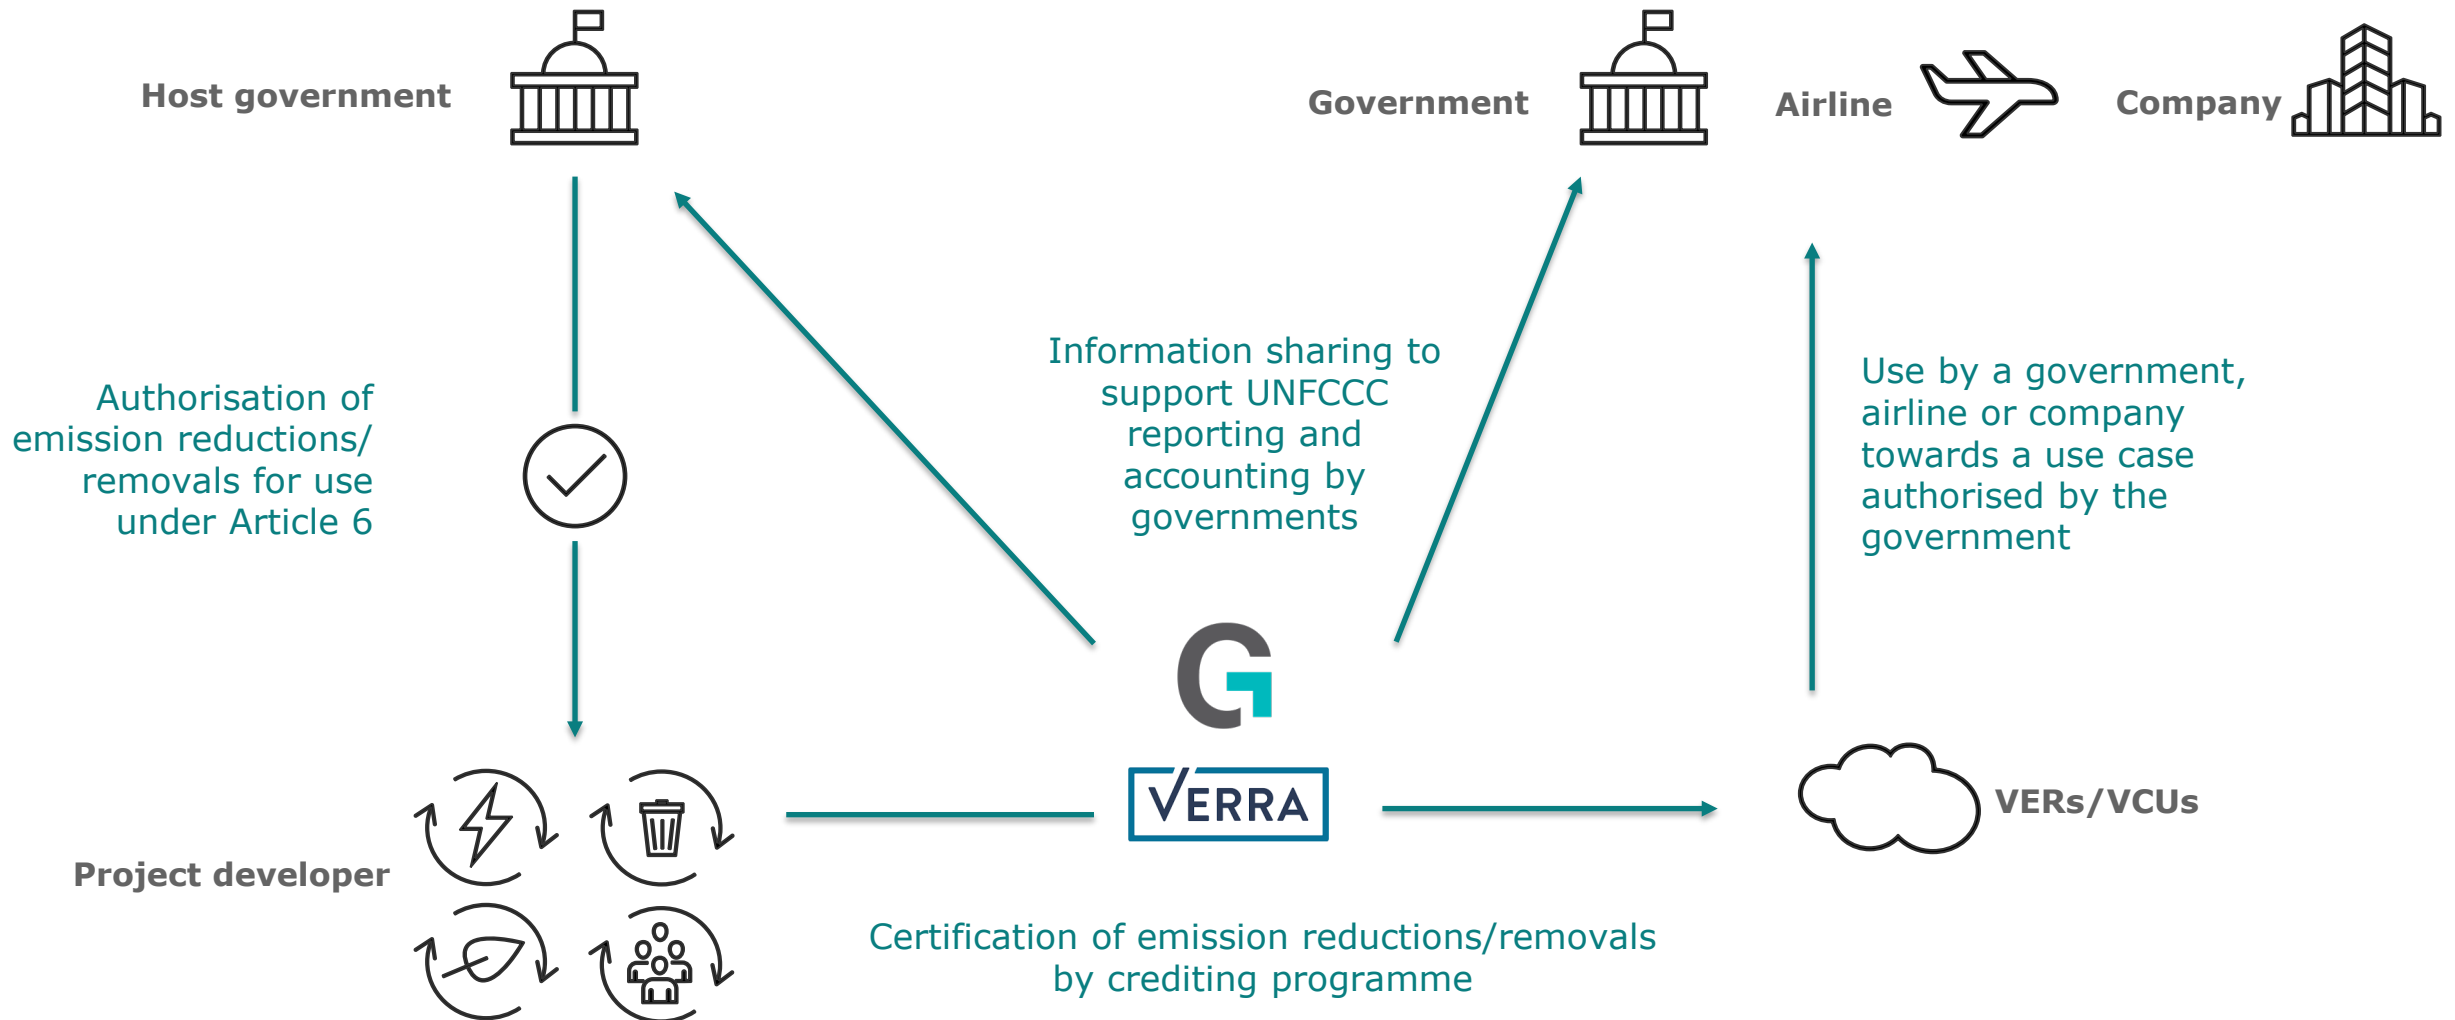 Host government
Government
Airline
Company
Authorisation of
emission reductions/
removals for use
under Article 6
Information sharing to
support UNFCCC
reporting and
accounting by
governments
Use by a government,
airline or company
towards a use case
authorised by the
government
G
VERRA
VERs/VCUs
Project developer
Certification of emission reductions/removals
by crediting programme